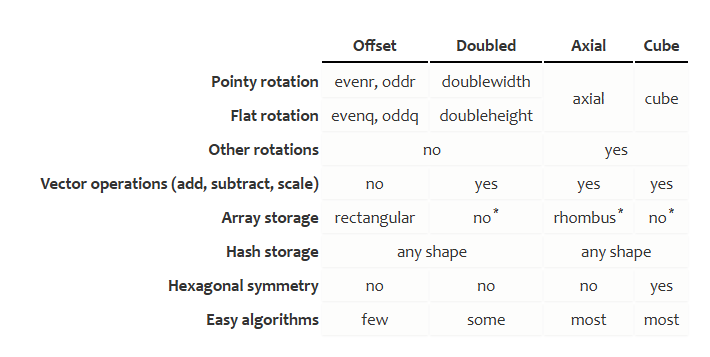 Offset Doubled Axial Cube
Pointy rotation evenr, oddr doublewidth axial cube
Flat rotation evenq, oddq doubleheight
Other rotations no yes
Vector operations (add, subtract, scale) no yes yes yes
Array storage rectangular no* rhombus* no*
Hash storage any shape any shape
Hexagonal symmetry no no no yes
Easy algorithms few some most most